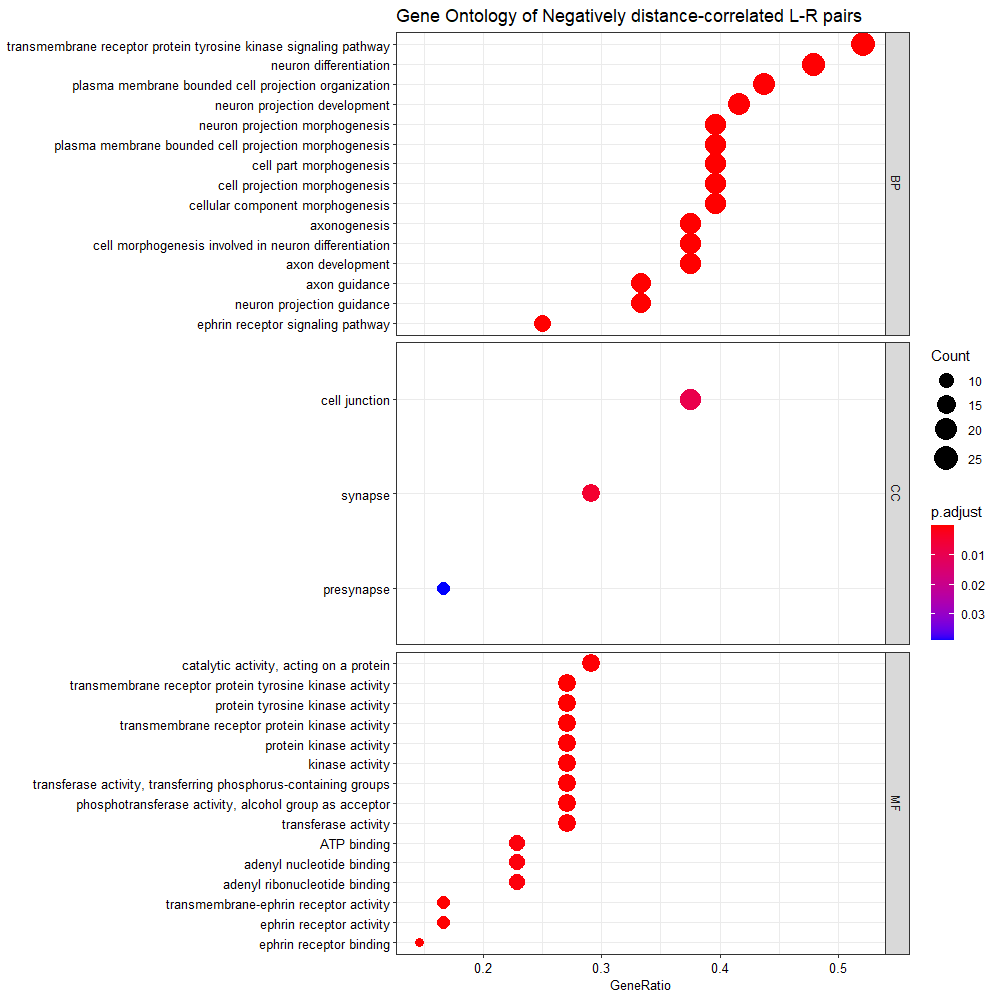 Gene Ontology of Negatively distance-correlated L-R pairs
transmembrane receptor protein tyrosine kinase signaling pathway
neuron differentiation
plasma membrane bounded cell projection organization
neuron projection development
neuron projection morphogenesis
plasma membrane bounded cell projection morphogenesis
cell part morphogenesis
cell projection morphogenesis
cellular component morphogenesis
axonogenesis
cell morphogenesis involved in neuron differentiation
axon development
axon guidance
neuron projection guidance
ephrin receptor signaling pathway
BP
cell junction
synapse
presynapse
CC
catalytic activity, acting on a protein
transmembrane receptor protein tyrosine kinase activity
protein tyrosine kinase activity
transmembrane receptor protein kinase activity
protein kinase activity
kinase activity
transferase activity, transferring phosphorus-containing groups
phosphotransferase activity, alcohol group as acceptor
transferase activity
ATP binding
adenyl nucleotide binding
adenyl ribonucleotide binding
transmembrane-ephrin receptor activity
ephrin receptor activity
ephrin receptor binding
MF
0.2 0.3 0.4 0.5
GeneRatio
Count
10
15
20
25
p.adjust
0.01
0.02
0.03